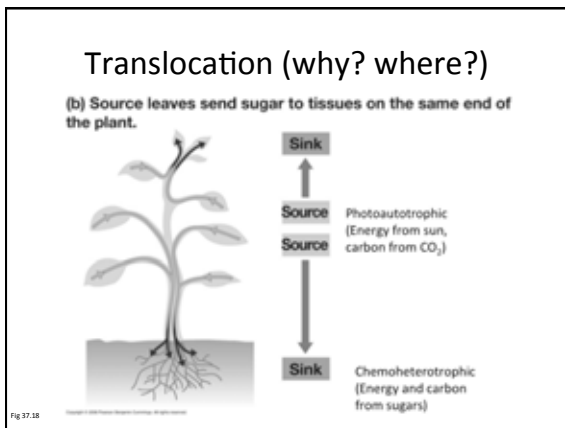 Translocation (why? where?)
(b) Source leaves send sugar to tissues on the same end of
the plant.
Sink
Source
Source
Photoautotrophic
(Energy from sun,
carbon from CO₂)
Sink
Chemoheterotrophic
(Energy and carbon
from sugars)
Fig 37.18